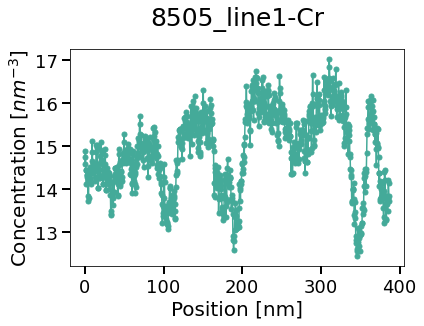 8505_line1-Cr
Concentration [nm⁻³]
17
16
15
14
13
0 100 200 300 400
Position [nm]